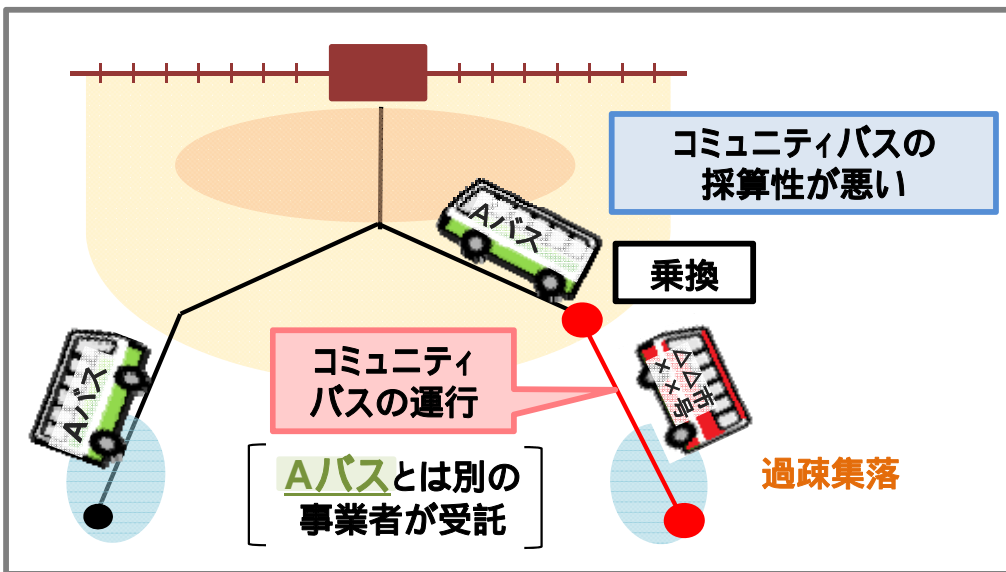 コミュニティバスの
採算性が悪い
Aバス
乗換
コミュニティ
バスの運行
△△市
××号
Aバス
Aバスとは別の
事業者が受託
過疎集落